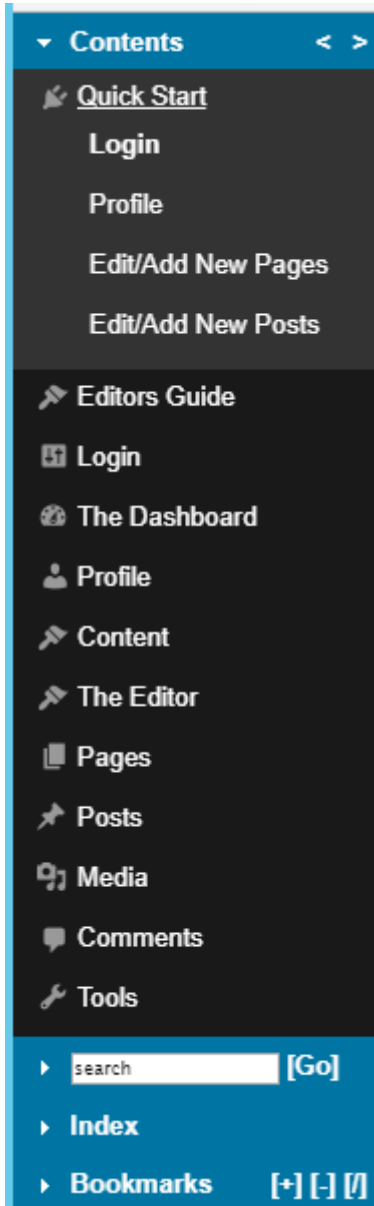 Contents < >
Quick Start
Login
Profile
Edit/Add New Pages
Edit/Add New Posts
Editors Guide
Login
The Dashboard
Profile
Content
The Editor
Pages
Posts
Media
Comments
Tools
search [Go]
Index
Bookmarks [+] [-] [/]